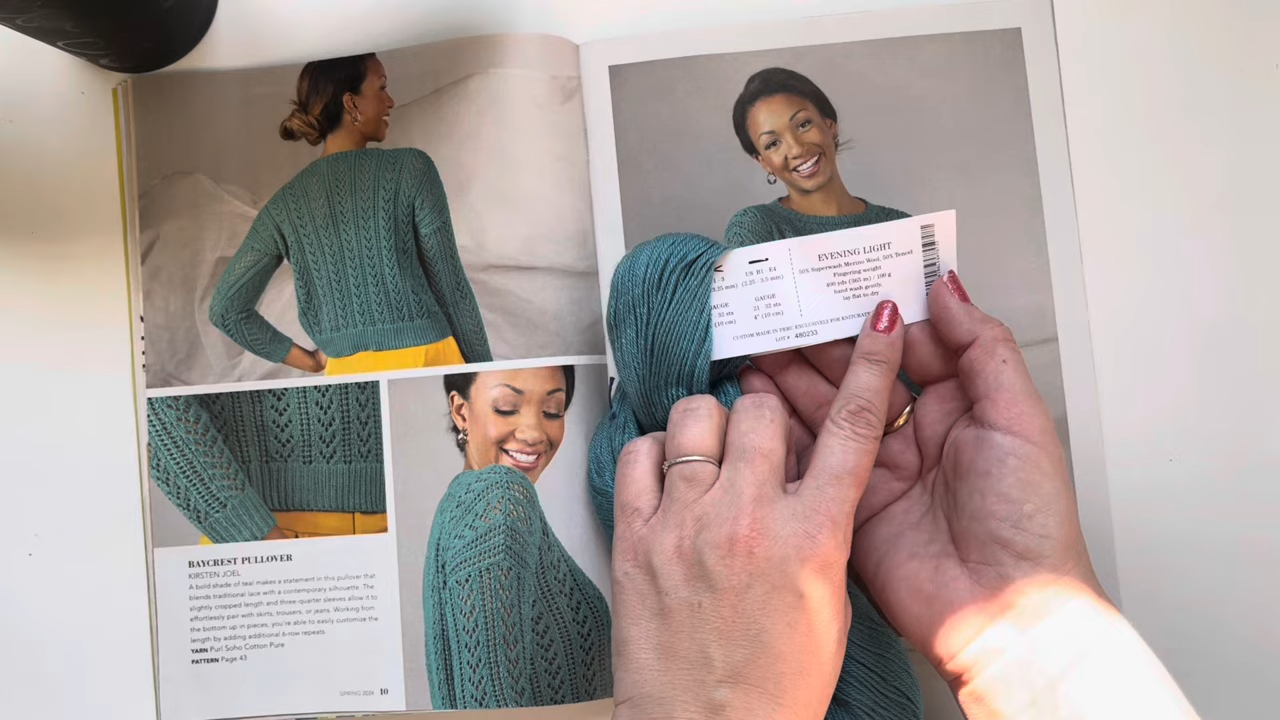 BAYCREST PULLOVER
KIRSTEN JOEL
A bold shade of teal makes a statement in this pullover that
blends traditional lace with a contemporary silhouette. The
slightly cropped length and three-quarter sleeves allow it to
effortlessly pair with skirts, trousers, or jeans. Working from
the bottom up in pieces, you're able to easily customize the
length by adding additional 6-row repeats
YARN Purl Soho Cotton Pure
PATTERN Page 43
SPRING 2024 10
US B1 - E4
(2.25 - 3.5 mm)
GAUGE
21 - 32 sts
4" (10 cm)
EVENING LIGHT
50% Superwash Merino Wool, 50% Tencel
Fingering weight
400 yds (365 m) / 100 g
hand wash gently,
lay flat to dry
CUSTOM MADE IN PERU EXCLUSIVELY FOR
LOT# 480233